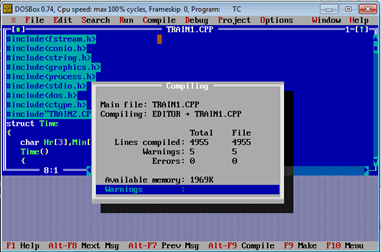 DOSBox 0.74, Cpu speed: max 100% cycles, Frameskip 0, Program: TC
≡ File Edit Search Run Compile Debug Project Options Window Help
[■] TRAIN1.CPP 1=[↑]
#include<fstream.h>
#include<conio.h>
#include<string.h>
#include<graphics.h>
#include<process.h>
#include<stdio.h>
#include<dos.h>
#include<ctype.h>
#include"TRAIN2.CP
struct Time
{
char Hr[3],Min[
Time()
{
8:1
Compiling
Main file: TRAIN1.CPP
Compiling: EDITOR → TRAIN1.CPP
Total File
Lines compiled: 4955 4955
Warnings: 5 5
Errors: 0 0
Available memory: 1969K
Warnings :
F1 Help Alt-F8 Next Msg Alt-F7 Prev Msg Alt-F9 Compile F9 Make F10 Menu